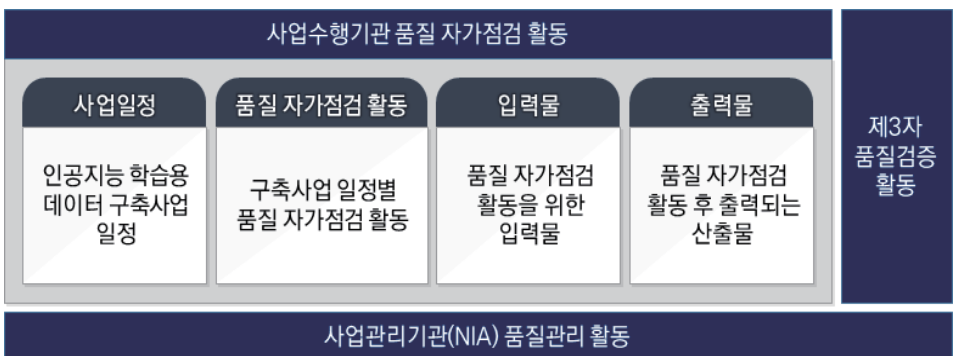 사업수행기관 품질 자가점검 활동
사업일정
인공지능 학습용
데이터 구축사업
일정
품질 자가점검 활동
구축사업 일정별
품질 자가점검 활동
입력물
품질 자가점검
활동을 위한
입력물
출력물
품질 자가점검
활동 후 출력되는
산출물
제3자
품질검증
활동
사업관리기관(NIA) 품질관리 활동